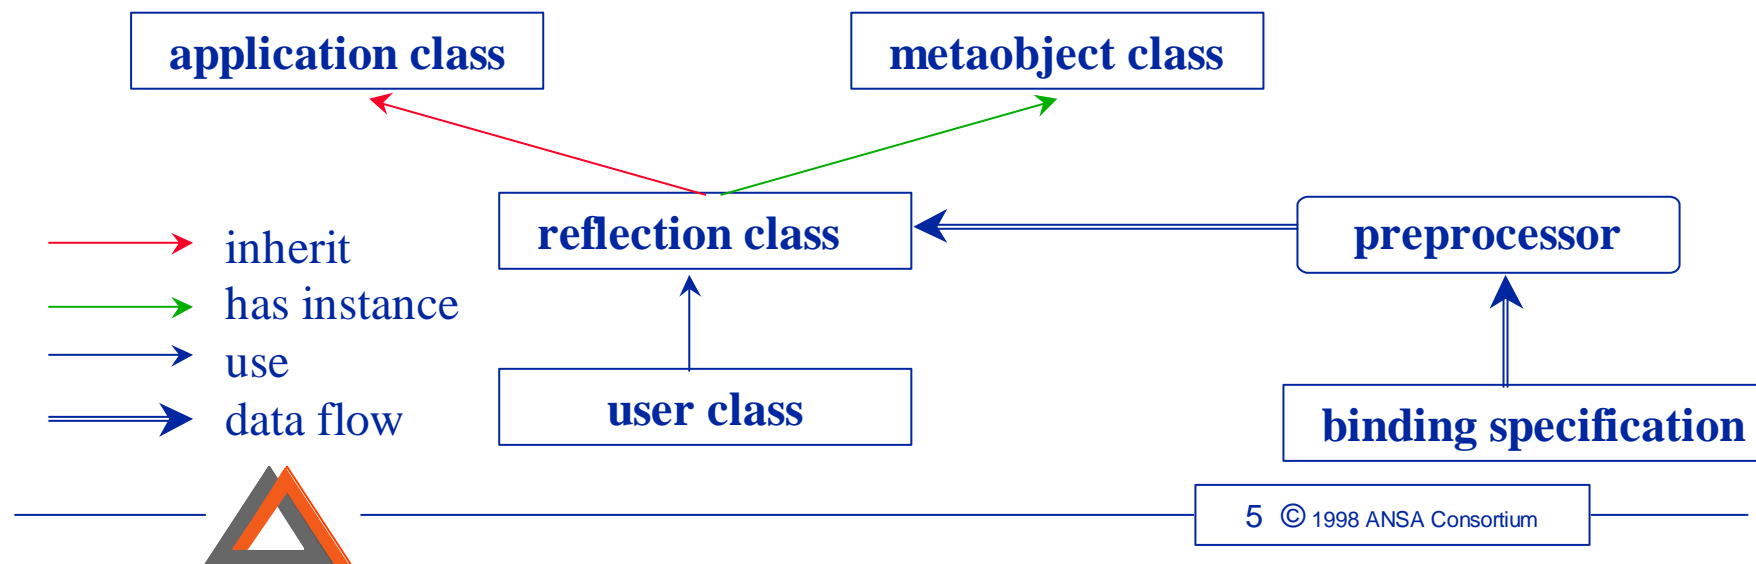 application class
metaobject class
reflection class
preprocessor
inherit
has instance
use
data flow
user class
binding specification
5 © 1998 ANSA Consortium